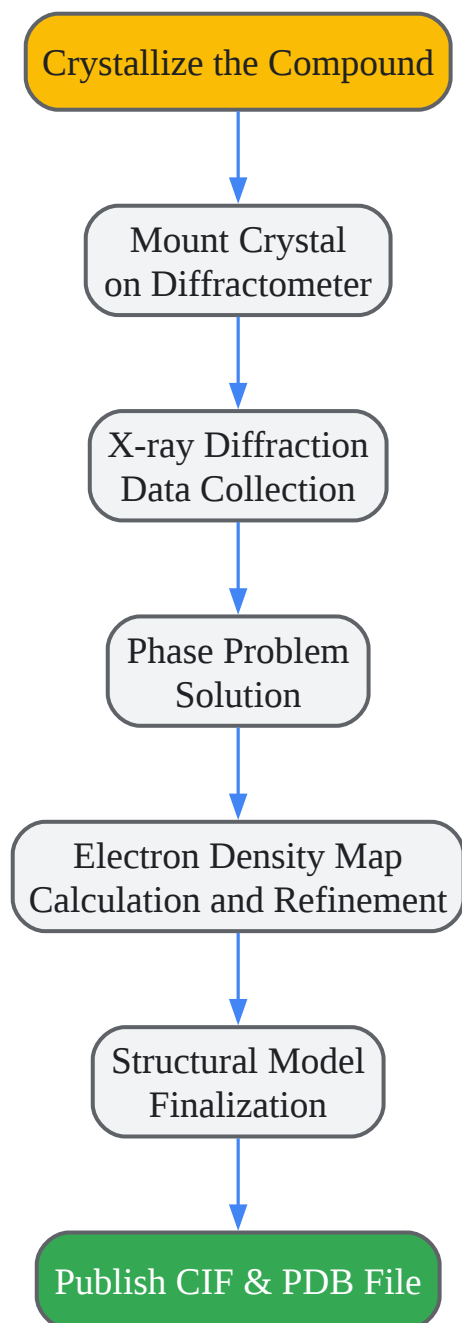 Crystallize the Compound
Mount Crystal
on Diffractometer
X-ray Diffraction
Data Collection
Phase Problem
Solution
Electron Density Map
Calculation and Refinement
Structural Model
Finalization
Publish CIF & PDB File